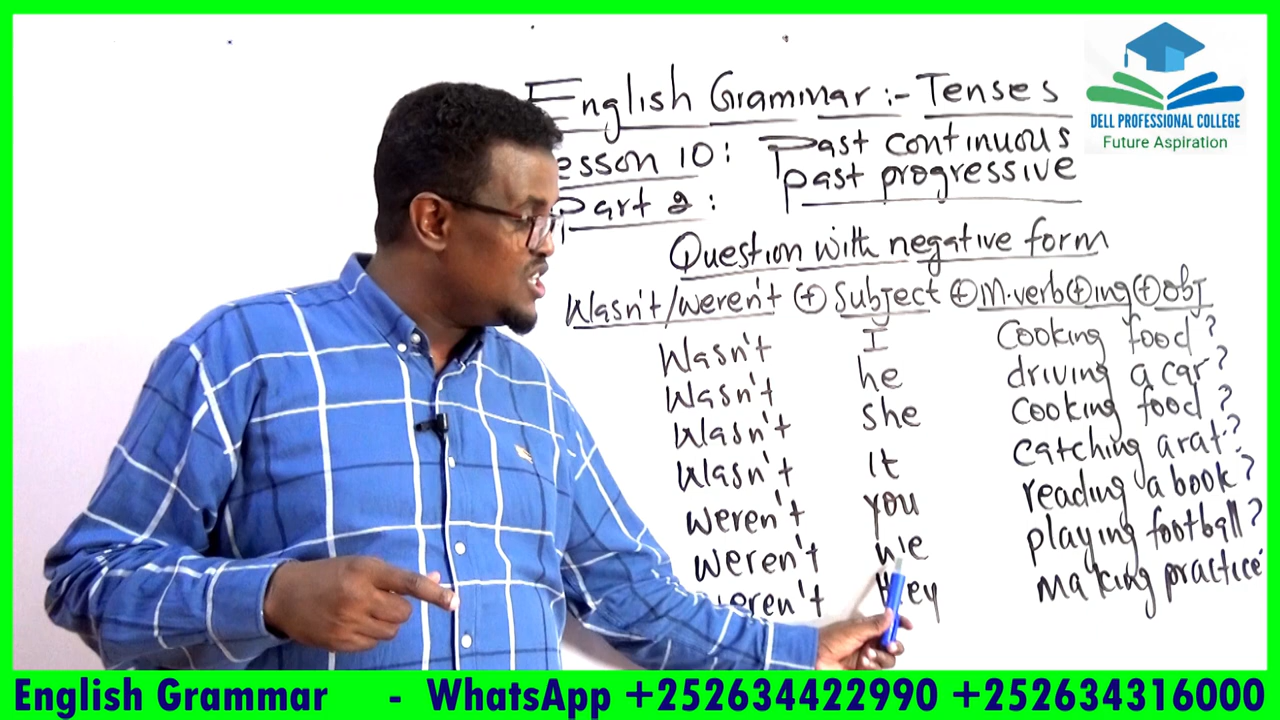 English Grammar :- Tenses
esson 10: Past continuous
past progressive
Part 2:
Question with negative form
Wasn't/weren't (+) Subject (+) M.verb (+) ing (+) obj
Wasn't I Cooking food?
Wasn't he driving a car?
Wasn't she Cooking food?
Wasn't It catching a rat?
weren't you reading a book?
weren't we playing football?
weren't they making practice
DELL PROFESSIONAL COLLEGE
Future Aspiration
English Grammar - WhatsApp +252634422990 +252634316000